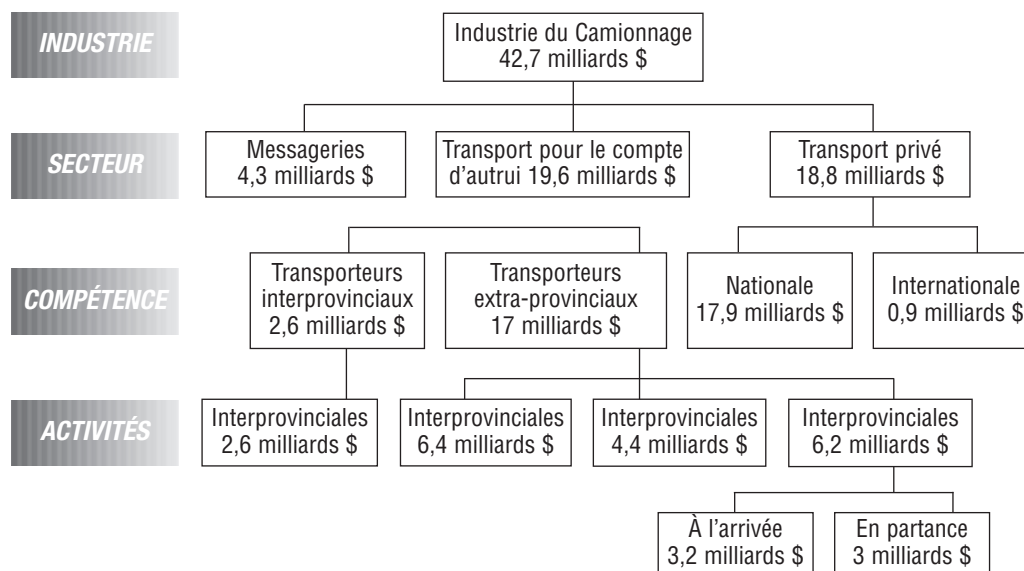 INDUSTRIE
Industrie du Camionnage
42,7 milliards $
SECTEUR
Messageries
4,3 milliards $
Transport pour le compte
d'autrui 19,6 milliards $
Transport privé
18,8 milliards $
COMPÉTENCE
Transporteurs
interprovinciaux
2,6 milliards $
Transporteurs
extra-provinciaux
17 milliards $
Nationale
17,9 milliards $
Internationale
0,9 milliards $
ACTIVITÉS
Interprovinciales
2,6 milliards $
Interprovinciales
6,4 milliards $
Interprovinciales
4,4 milliards $
Interprovinciales
6,2 milliards $
À l'arrivée
3,2 milliards $
En partance
3 milliards $